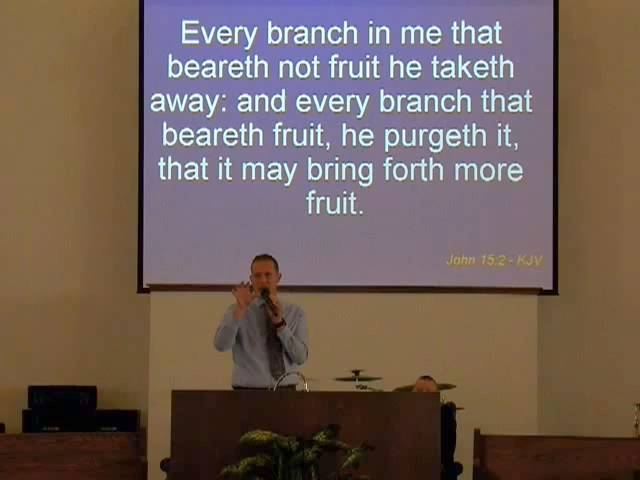 Every branch in me that
beareth not fruit he taketh
away: and every branch that
beareth fruit, he purgeth it,
that it may bring forth more
fruit.
John 15:2 - KJV